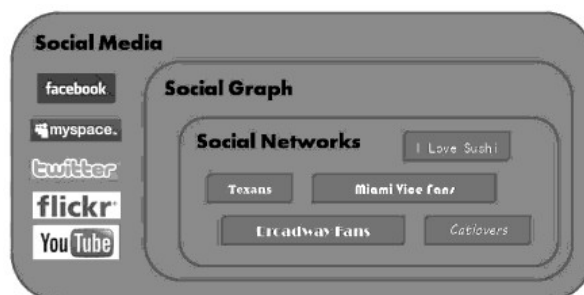 Social Media
facebook
myspace.
twitter
flickr
YouTube
Social Graph
Social Networks
I Love Sushi
Texans
Miami Vice Fans
Broadway Fans
Catlovers